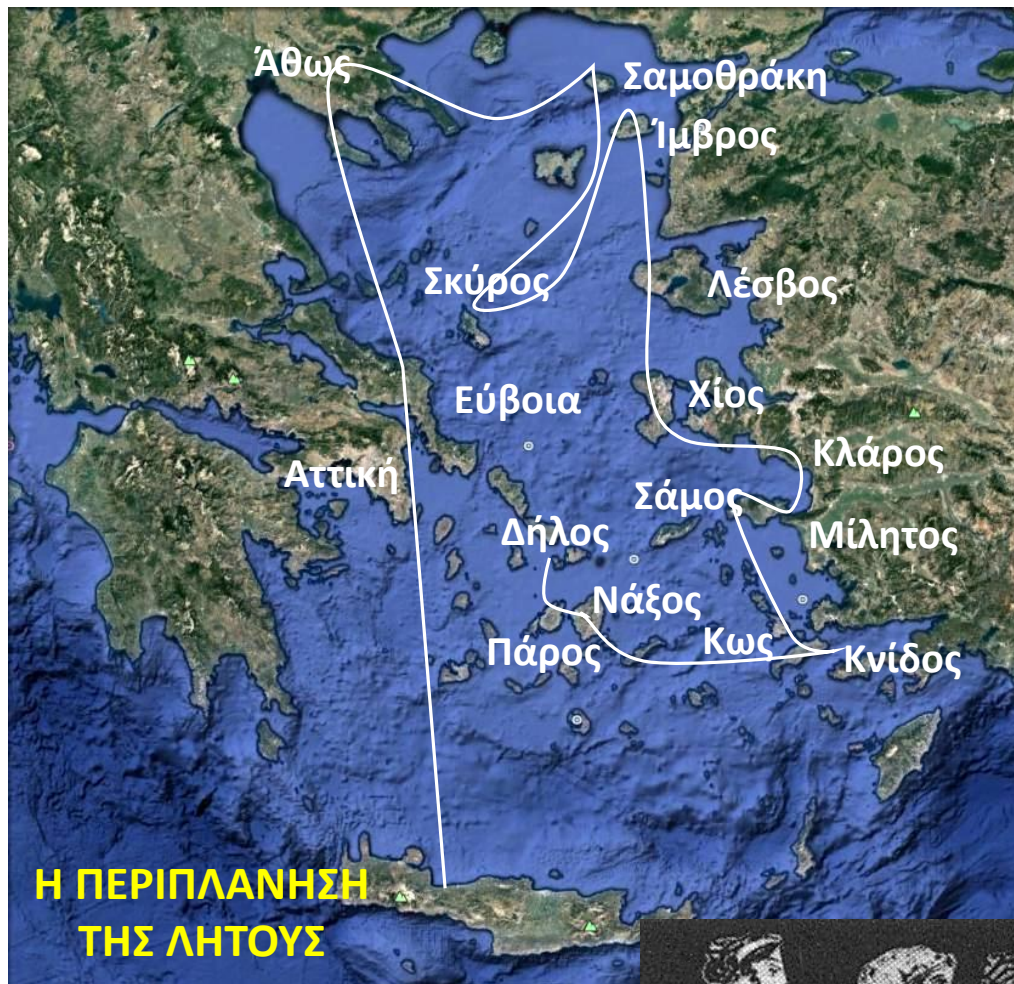 Άθως
Σαμοθράκη
Ίμβρος
Σκύρος
Λέσβος
Εύβοια
Χίος
Αττική
Κλάρος
Σάμος
Δήλος
Μίλητος
Νάξος
Πάρος
Κως
Κνίδος
Η ΠΕΡΙΠΛΑΝΗΣΗ
ΤΗΣ ΛΗΤΟΥΣ